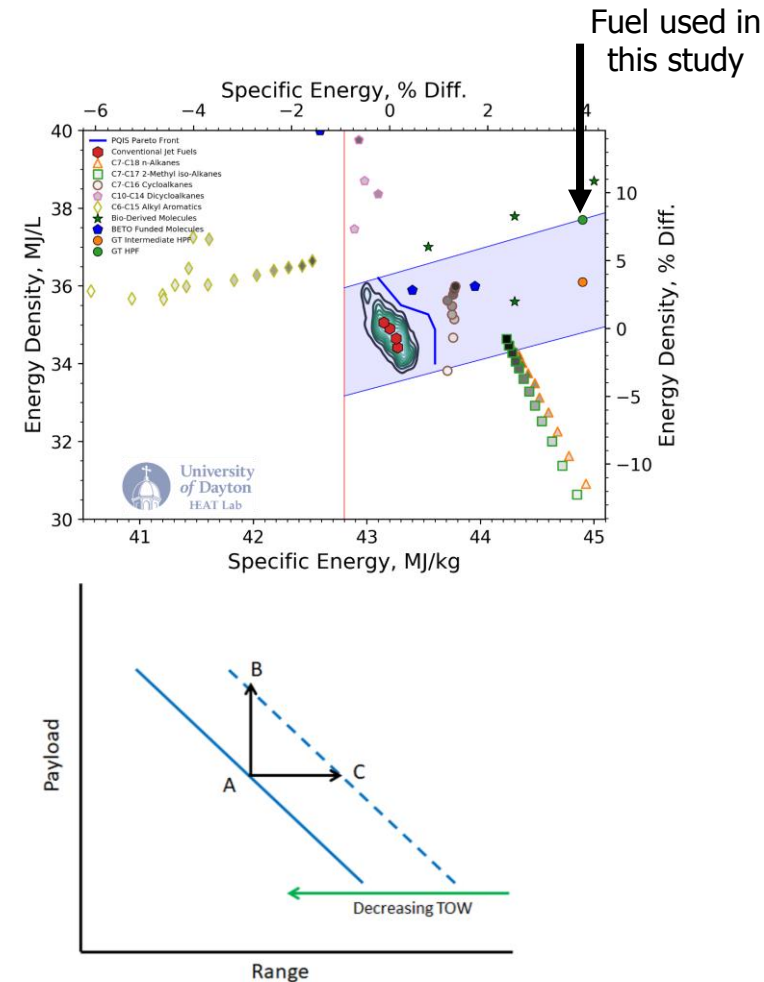 Fuel used in
this study
Specific Energy, % Diff.
−6 −4 −2 0 2 4
40
38
36
34
32
30
Energy Density, MJ/L
PQIS Pareto Front
Conventional Jet Fuels
C7-C18 n-Alkanes
C7-C17 2-Methyl iso-Alkanes
C7-C16 Cycloalkanes
C10-C14 Dicycloalkanes
C6-C15 Alkyl Aromatics
Bio-Derived Molecules
BETO Funded Molecules
GT Intermediate HPF
GT HPF
10
5
0
−5
−10
Energy Density, % Diff.
University
of Dayton
HEAT Lab
41 42 43 44 45
Specific Energy, MJ/kg
Payload
B
A
C
Decreasing TOW
Range